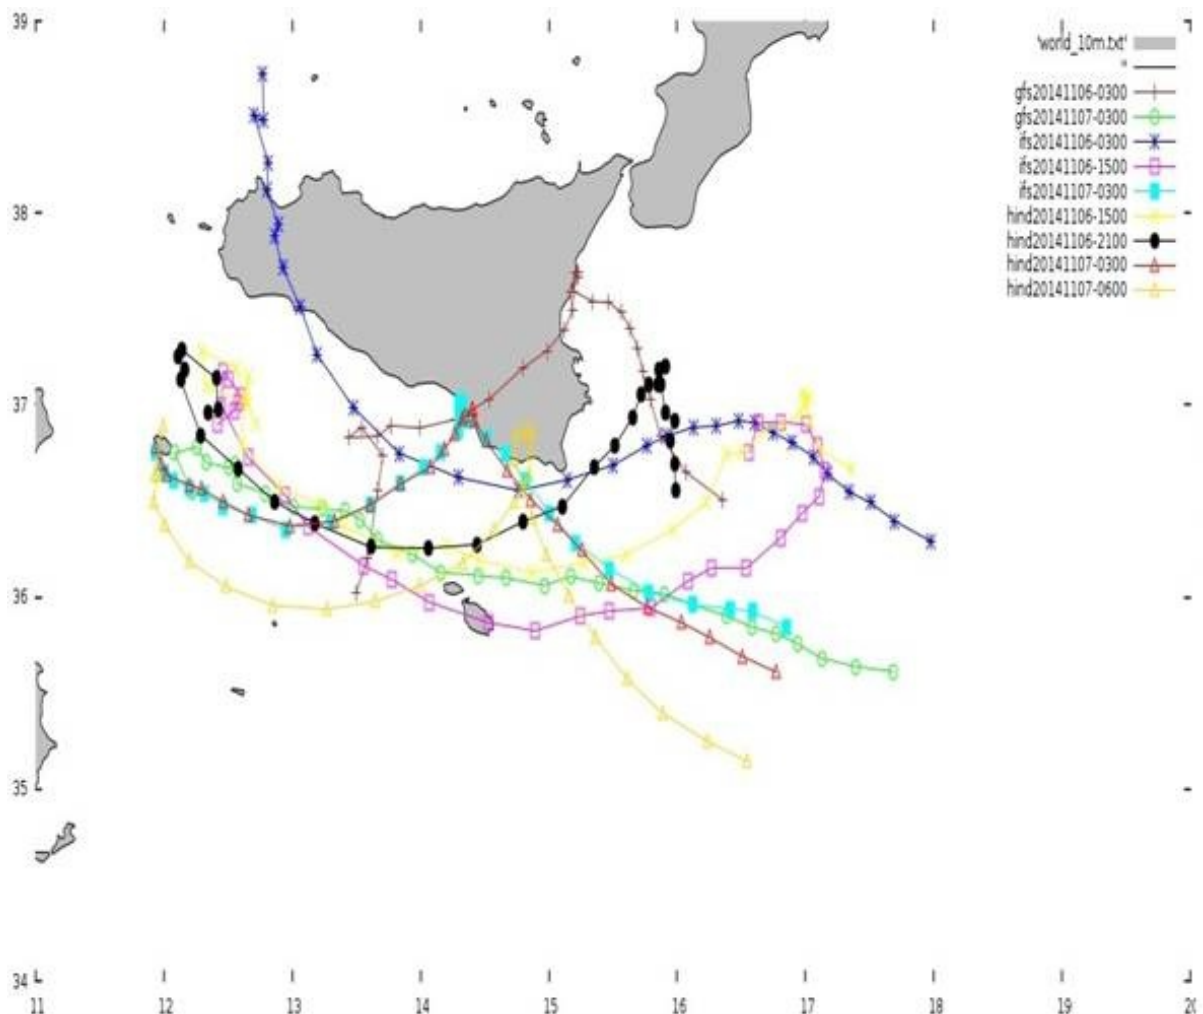 39
38
37
36
35
34
11 12 13 14 15 16 17 18 19 20
'world_10m.txt'
"
gfs20141106-0300
gfs20141107-0300
ifs20141106-0300
ifs20141106-1500
ifs20141107-0300
hind20141106-1500
hind20141106-2100
hind20141107-0300
hind20141107-0600